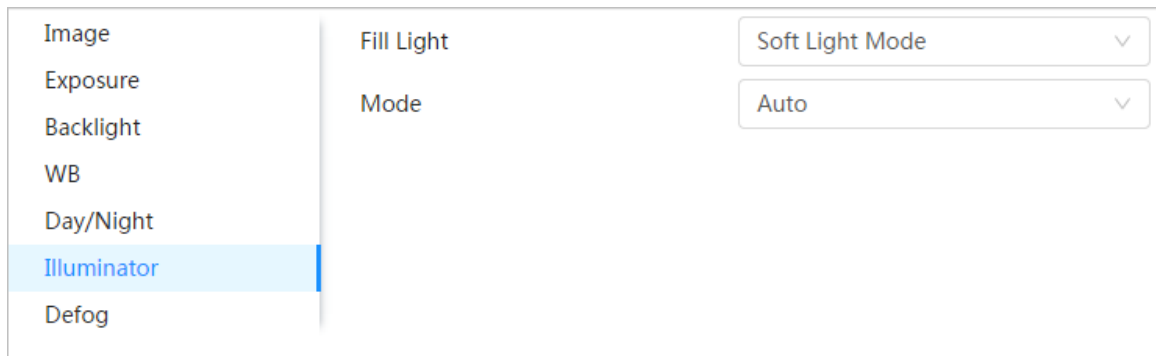 Image
Exposure
Backlight
WB
Day/Night
Illuminator
Defog
Fill Light
Soft Light Mode
Mode
Auto